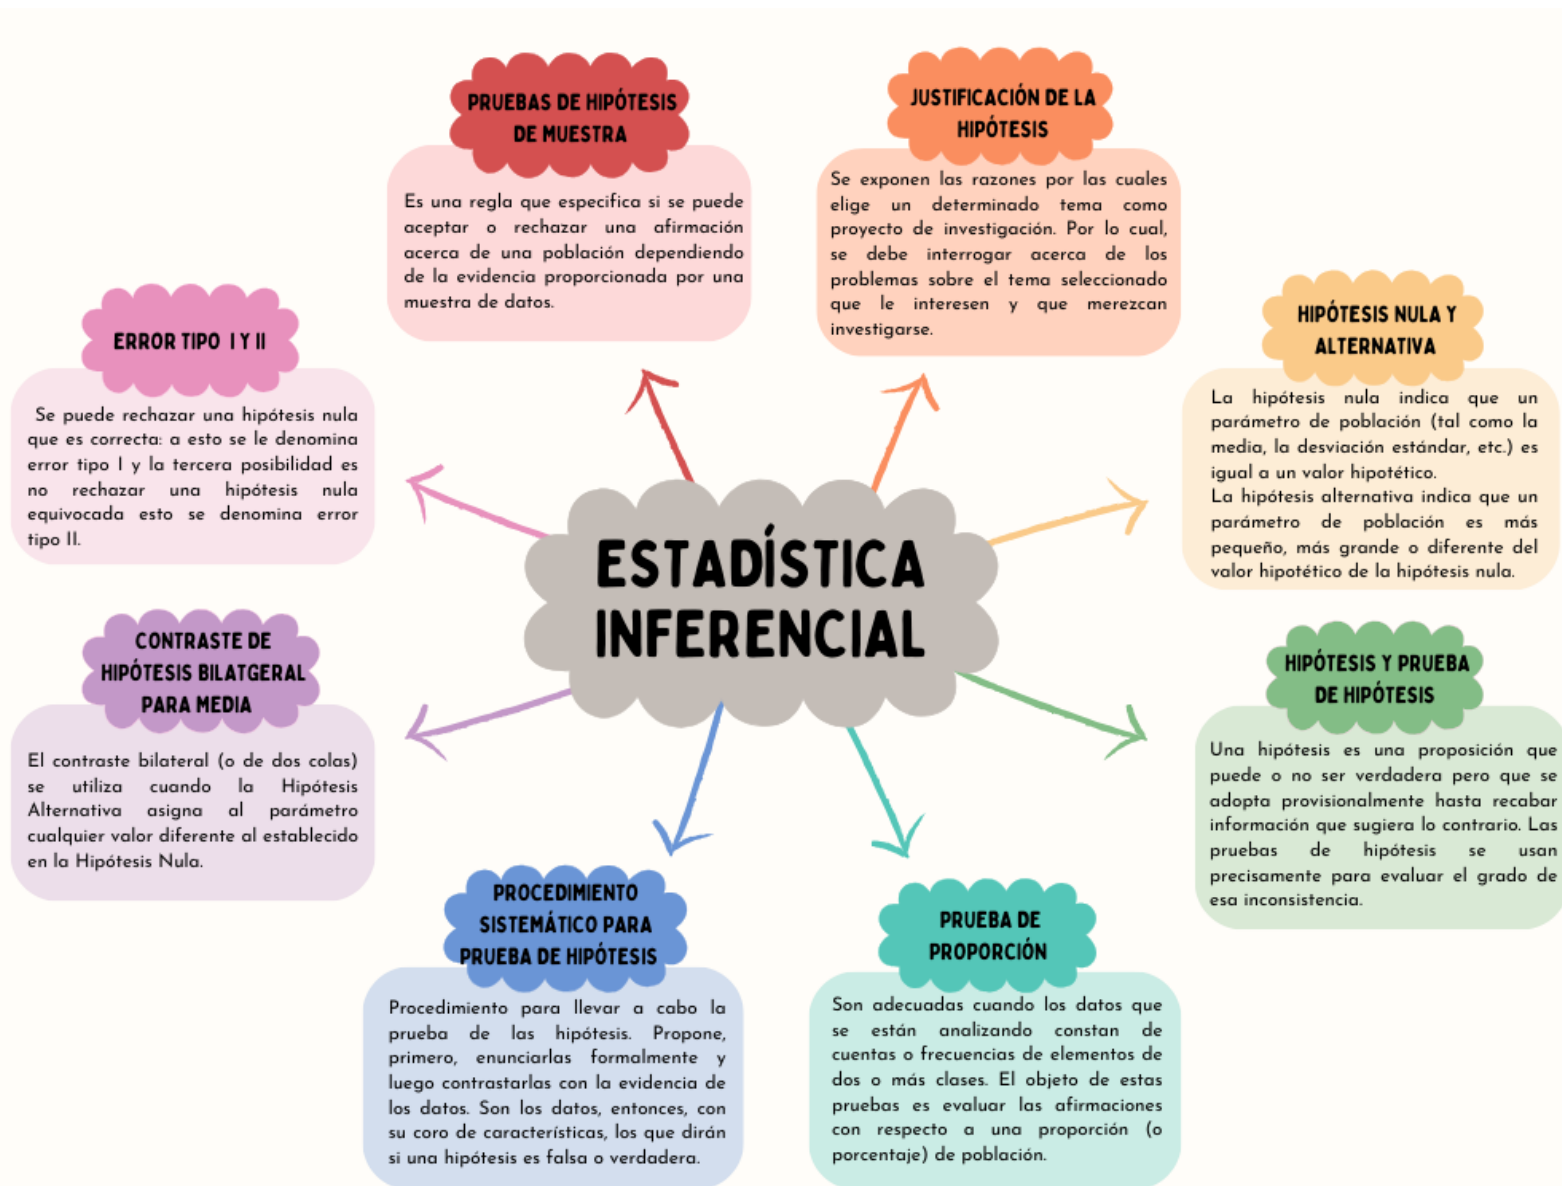 PRUEBAS DE HIPÓTESIS
DE MUESTRA
Es una regla que especifica si se puede
aceptar o rechazar una afirmación
acerca de una población dependiendo
de la evidencia proporcionada por una
muestra de datos.
JUSTIFICACIÓN DE LA
HIPÓTESIS
Se exponen las razones por las cuales
elige un determinado tema como
proyecto de investigación. Por lo cual,
se debe interrogar acerca de los
problemas sobre el tema seleccionado
que le interesen y que merezcan
investigarse.
ERROR TIPO I Y II
Se puede rechazar una hipótesis nula
que es correcta: a esto se le denomina
error tipo I y la tercera posibilidad es
no rechazar una hipótesis nula
equivocada esto se denomina error
tipo II.
HIPÓTESIS NULA Y
ALTERNATIVA
La hipótesis nula indica que un
parámetro de población (tal como la
media, la desviación estándar, etc.) es
igual a un valor hipotético.
La hipótesis alternativa indica que un
parámetro de población es más
pequeño, más grande o diferente del
valor hipotético de la hipótesis nula.
ESTADÍSTICA
INFERENCIAL
CONTRASTE DE
HIPÓTESIS BILATGERAL
PARA MEDIA
El contraste bilateral (o de dos colas)
se utiliza cuando la Hipótesis
Alternativa asigna al parámetro
cualquier valor diferente al establecido
en la Hipótesis Nula.
HIPÓTESIS Y PRUEBA
DE HIPÓTESIS
Una hipótesis es una proposición que
puede o no ser verdadera pero que se
adopta provisionalmente hasta recabar
información que sugiera lo contrario. Las
pruebas de hipótesis se usan
precisamente para evaluar el grado de
esa inconsistencia.
PROCEDIMIENTO
SISTEMÁTICO PARA
PRUEBA DE HIPÓTESIS
Procedimiento para llevar a cabo la
prueba de las hipótesis. Propone,
primero, enunciarlas formalmente y
luego contrastarlas con la evidencia de
los datos. Son los datos, entonces, con
su coro de características, los que dirán
si una hipótesis es falsa o verdadera.
PRUEBA DE
PROPORCIÓN
Son adecuadas cuando los datos que
se están analizando constan de
cuentas o frecuencias de elementos de
dos o más clases. El objeto de estas
pruebas es evaluar las afirmaciones
con respecto a una proporción (o
porcentaje) de población.